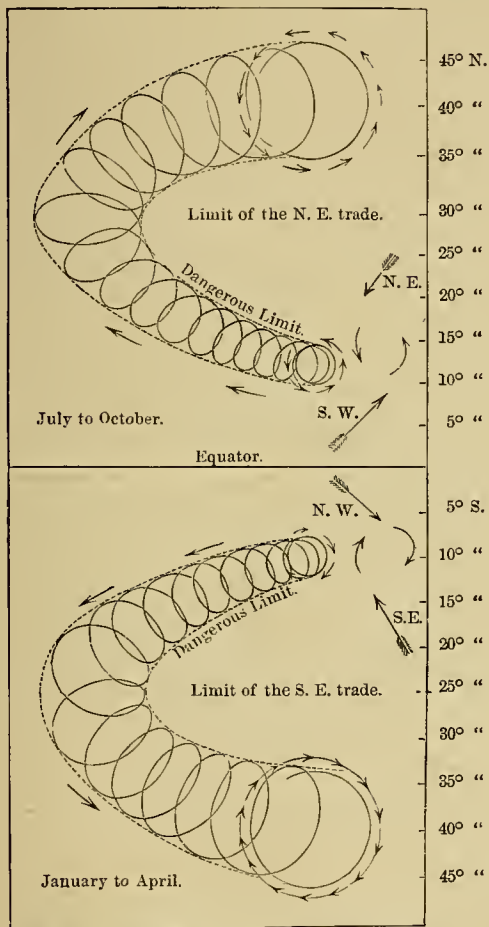 45° N.
40° "
35° "
Limit of the N. E. trade.
30° "
25° "
N. E.
Dangerous Limit.
20° "
15° "
10° "
S. W.
July to October.
5° "
Equator.
N. W.
5° S.
10° "
15° "
Dangerous Limit.
S.E.
20° "
Limit of the S. E. trade.
25° "
30° "
35° "
40° "
January to April.
45° "